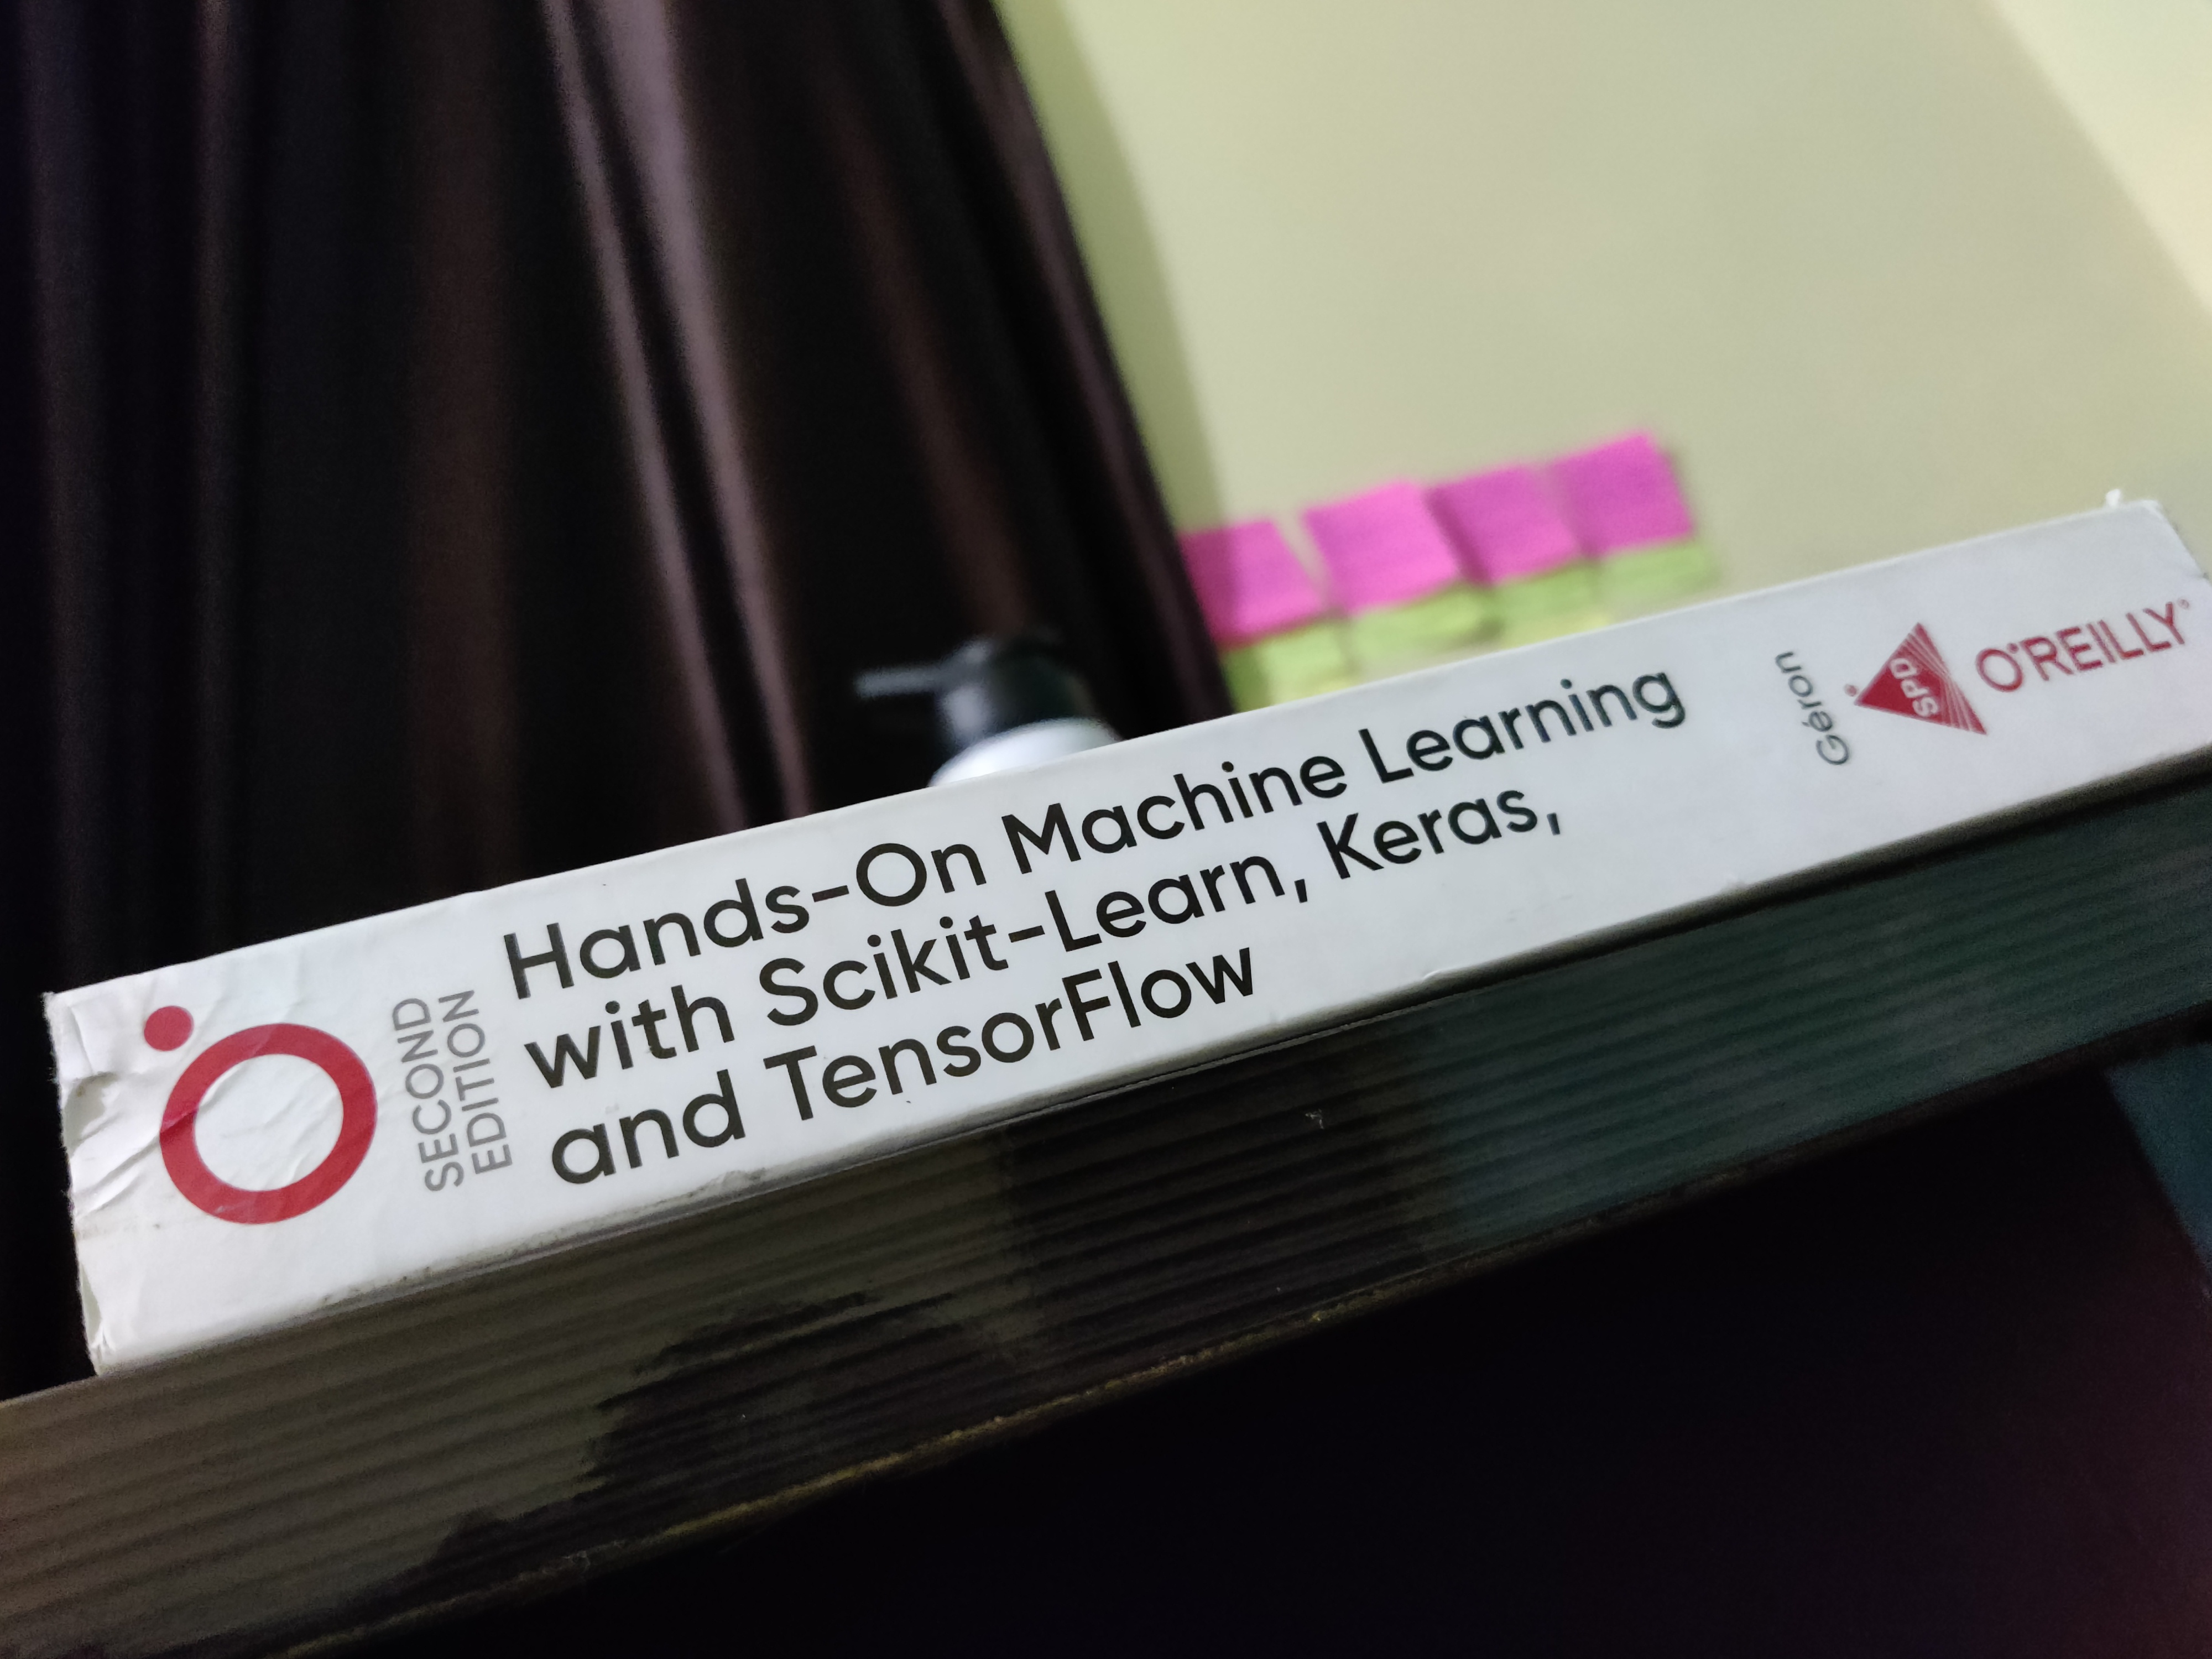 SECOND
EDITION
Hands-On Machine Learning
with Scikit-Learn, Keras,
and TensorFlow
Géron
SPD
O'REILLY®